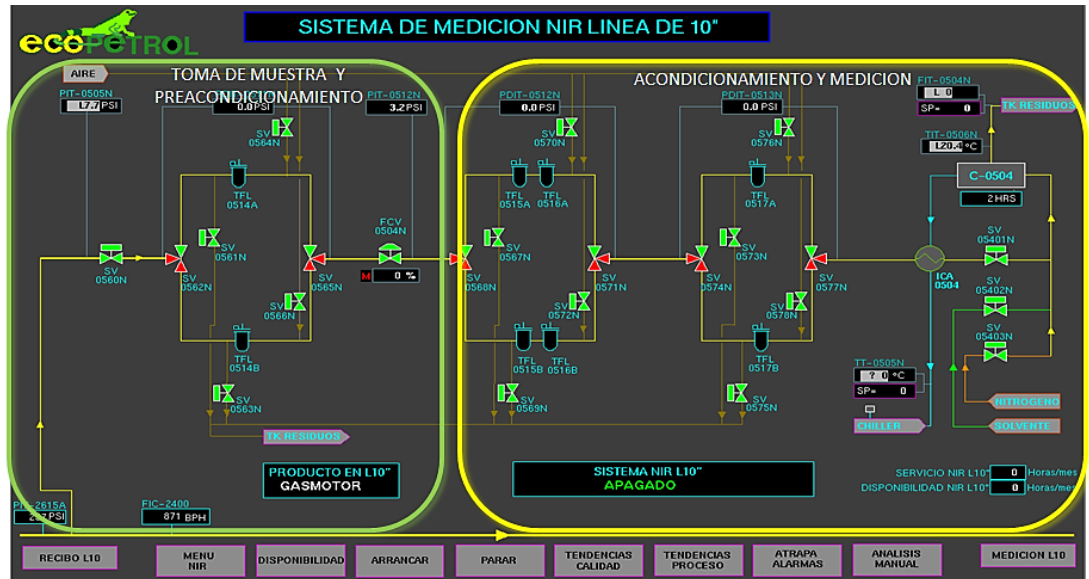 ecopetrol
SISTEMA DE MEDICION NIR LINEA DE 10"
AIRE
TOMA DE MUESTRA Y
PREACONDICIONAMIENTO
ACONDICIONAMIENTO Y MEDICION
PIT-0505N
L7.7 PSI
0.0 PSI
PIT-0512N
3.2 PSI
PDIT-0512N
0.0 PSI
PDIT-0513N
0.0 PSI
FIT-0504N
L 0
SP= 0
TK RESIDUOS
TIT-0506N
L20.4 °C
C-0504
2 HRS
SV
0564N
SV
0570N
SV
0576N
TFL
0514A
TFL
0515A
TFL
0516A
TFL
0517A
SV
0560N
SV
0562N
SV
0561N
SV
0565N
FCV
0504N
M 0 %
SV
0568N
SV
0567N
SV
0571N
SV
0574N
SV
0573N
SV
0577N
ICA
0504
SV
05401N
SV
05402N
SV
05403N
SV
0566N
SV
0572N
SV
0578N
TFL
0514B
TFL
0515B
TFL
0516B
TFL
0517B
SV
0563N
SV
0569N
SV
0575N
TT-0505N
? 0 °C
SP= 0
CHILLER
NITROGENO
SOLVENTE
TK RESIDUOS
PRODUCTO EN L10"
GASMOTOR
SISTEMA NIR L10"
APAGADO
SERVICIO NIR L10" 0 Horas/mes
DISPONIBILIDAD NIR L10" 0 Horas/mes
FIC-2400
871 BPH
RECIBO L10
MENU
NIR
DISPONIBILIDAD
ARRANCAR
PARAR
TENDENCIAS
CALIDAD
TENDENCIAS
PROCESO
ATRAPA
ALARMAS
ANALISIS
MANUAL
MEDICION L10